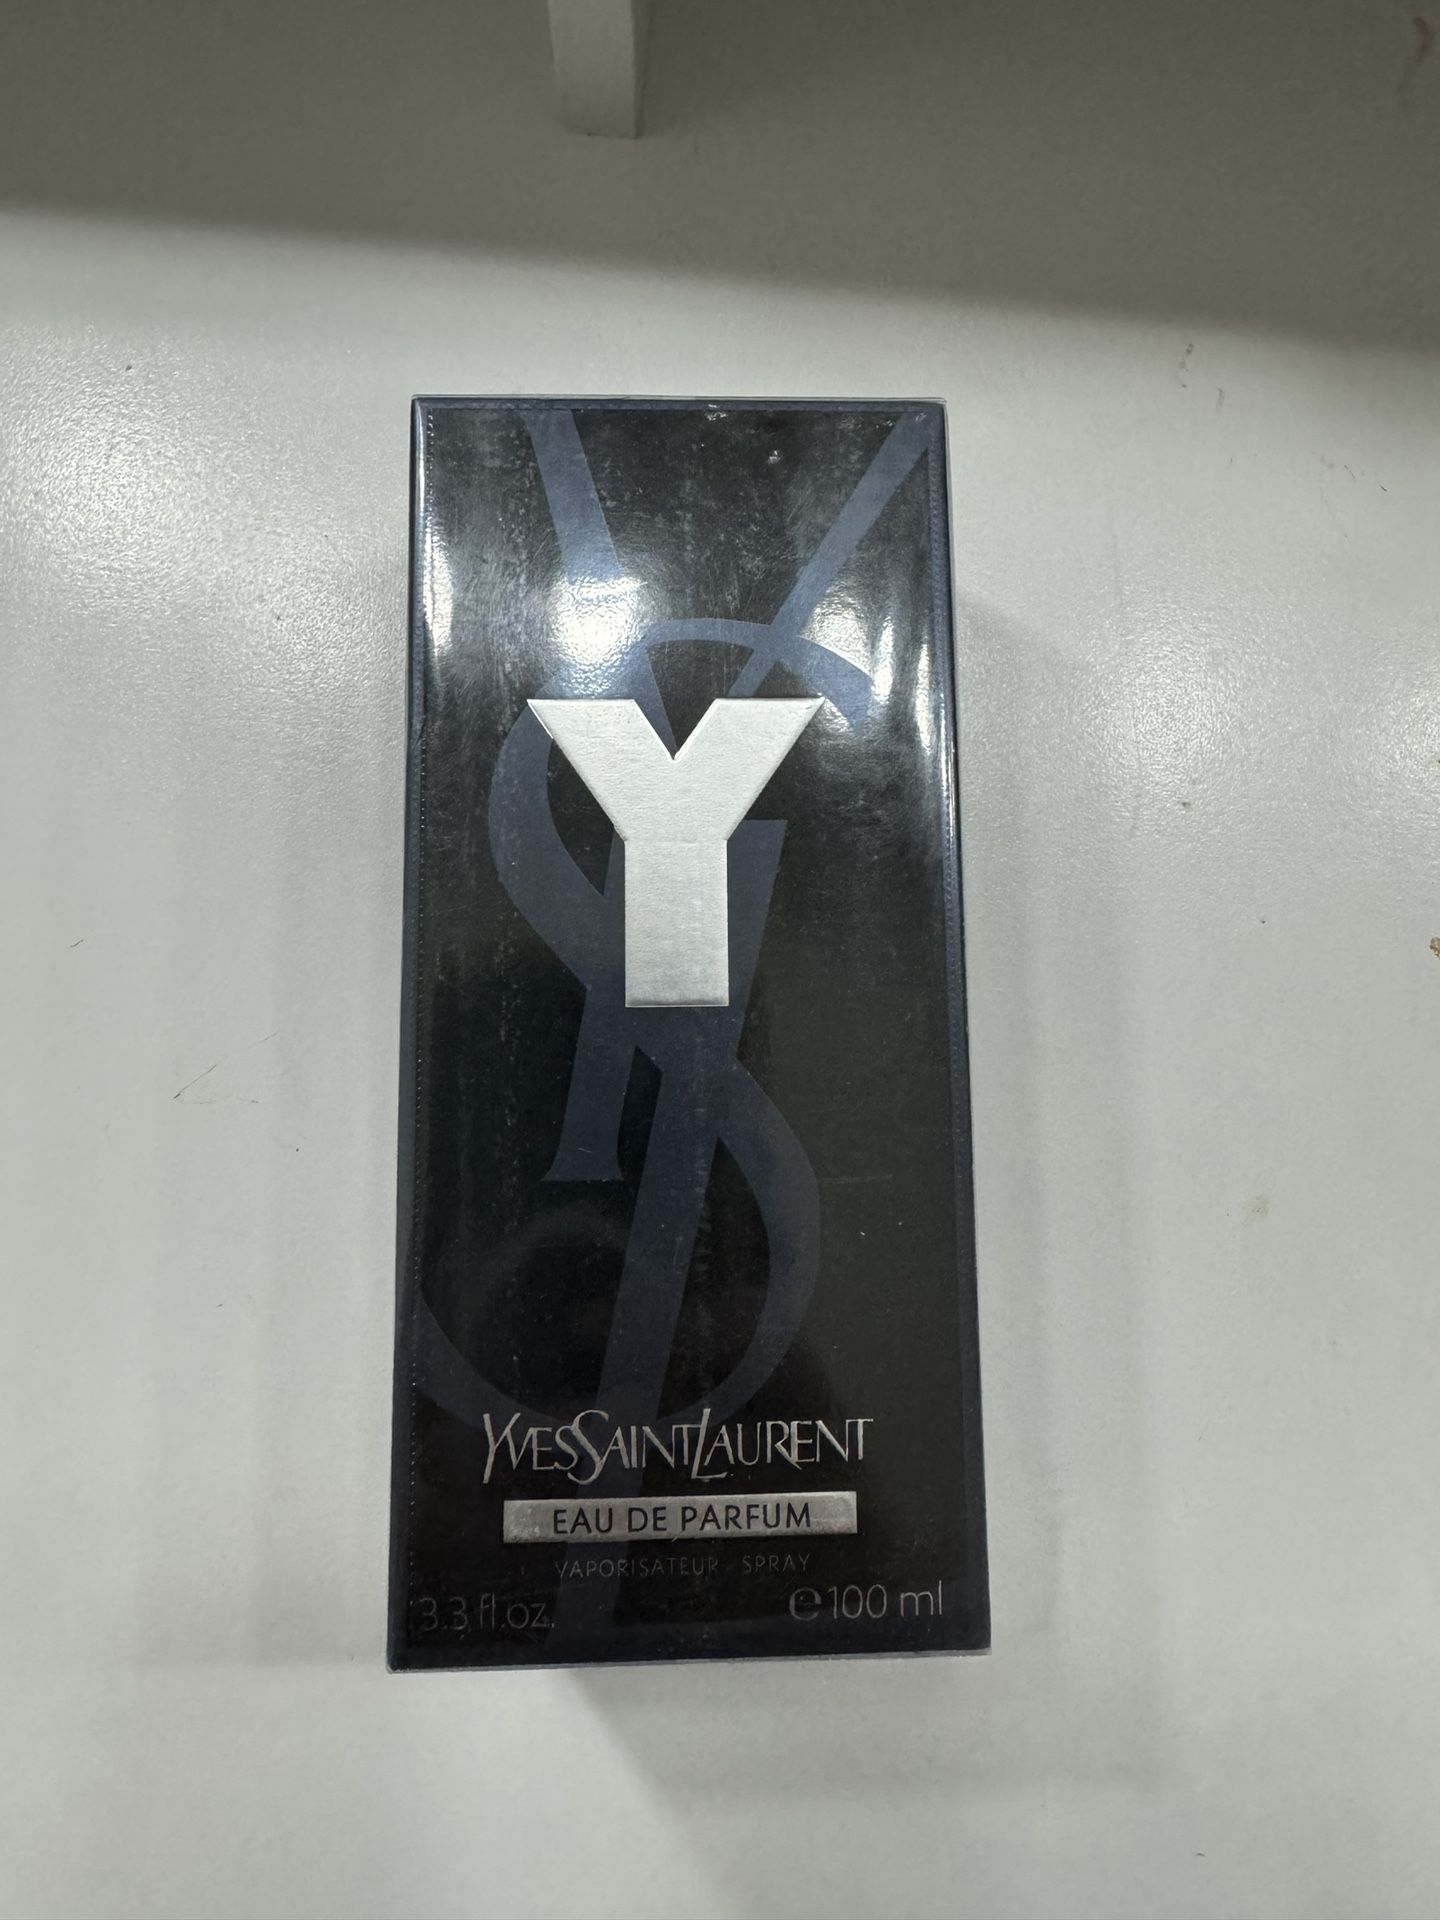 Y
YVESSAINTLAURENT
EAU DE PARFUM
VAPORISATEUR - SPRAY
3.3 fl.oz. ℮100 ml